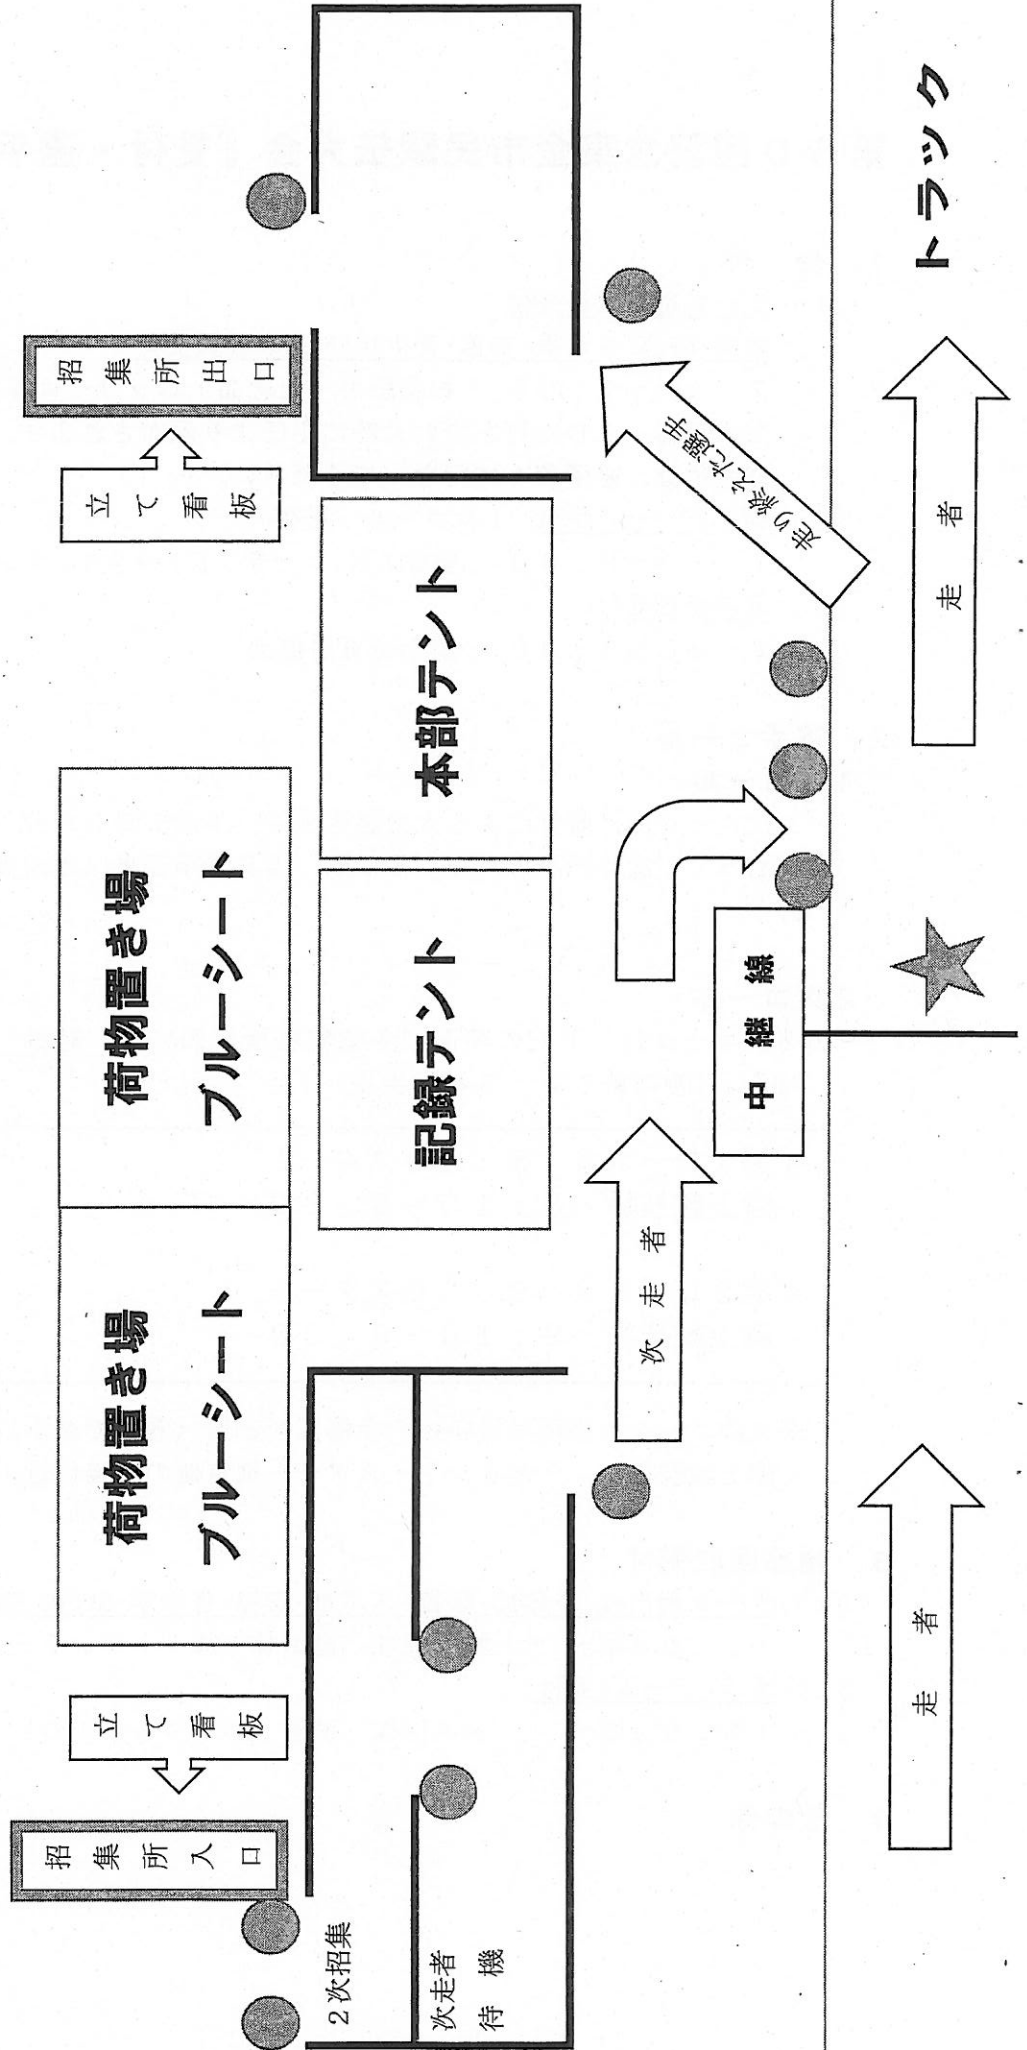 招集所入口
立て看板
荷物置き場
ブルーシート
荷物置き場
ブルーシート
立て看板
招集所出口
2次招集
次走者
待 機
記録テント
本部テント
次 走 者
中 継 線
走り終えた選手
走 者
走 者
トラック